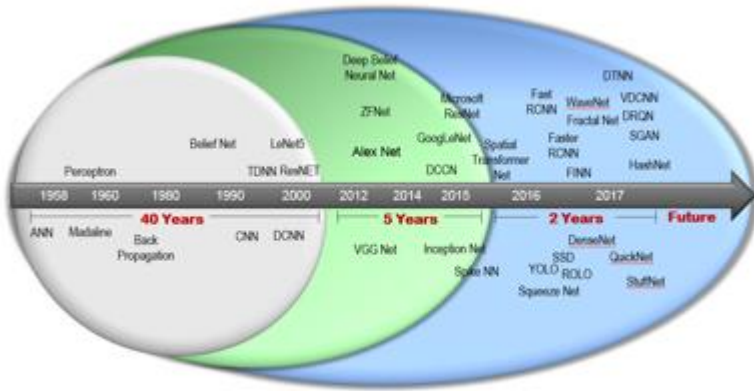 Deep Belief
Neural Net
DTNN
Microsoft
ResNet
Fast
RCNN
WaveNet
VDCNN
ZFNet
Fractal Net
DRQN
Belief Net
LeNet5
Alex Net
GoogLeNet
Spatial
Transformer
Net
Faster
RCNN
SGAN
Perceptron
TDNN
ResNET
DCCN
FINN
HashNet
1958
1960
1980
1990
2000
2012
2014
2015
2016
2017
40 Years
5 Years
2 Years
Future
ANN
Madaline
Back
Propagation
CNN
DCNN
VGG Net
Inception Net
DenseNet
SSD
QuickNet
Spike NN
YOLO
ROLO
StuffNet
Squeeze Net